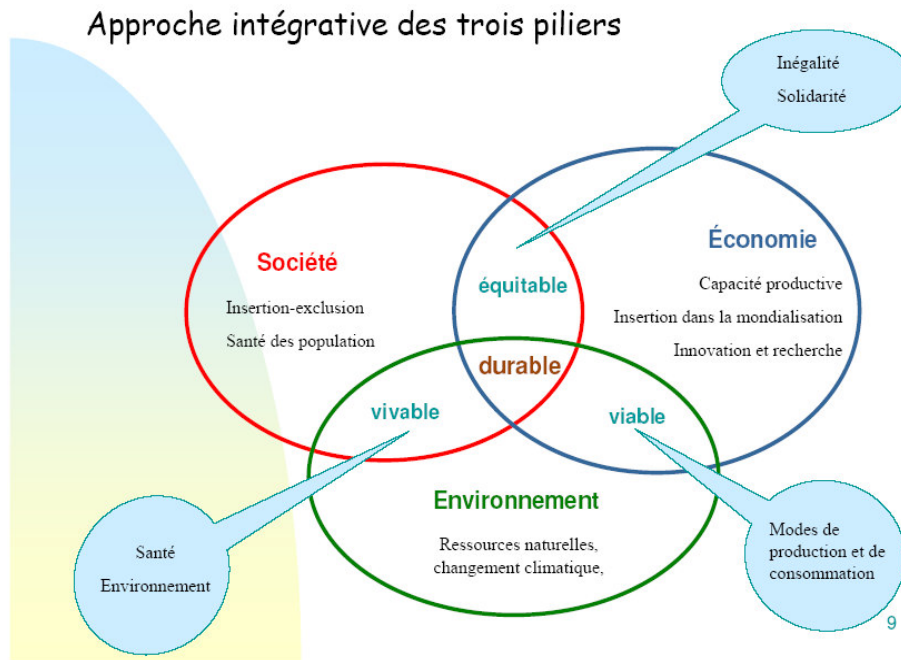 Approche intégrative des trois piliers
Inégalité
Solidarité
Société
Insertion-exclusion
Santé des population
équitable
Économie
Capacité productive
Insertion dans la mondialisation
Innovation et recherche
durable
vivable
viable
Environnement
Ressources naturelles,
changement climatique,
Santé
Environnement
Modes de
production et de
consommation
9